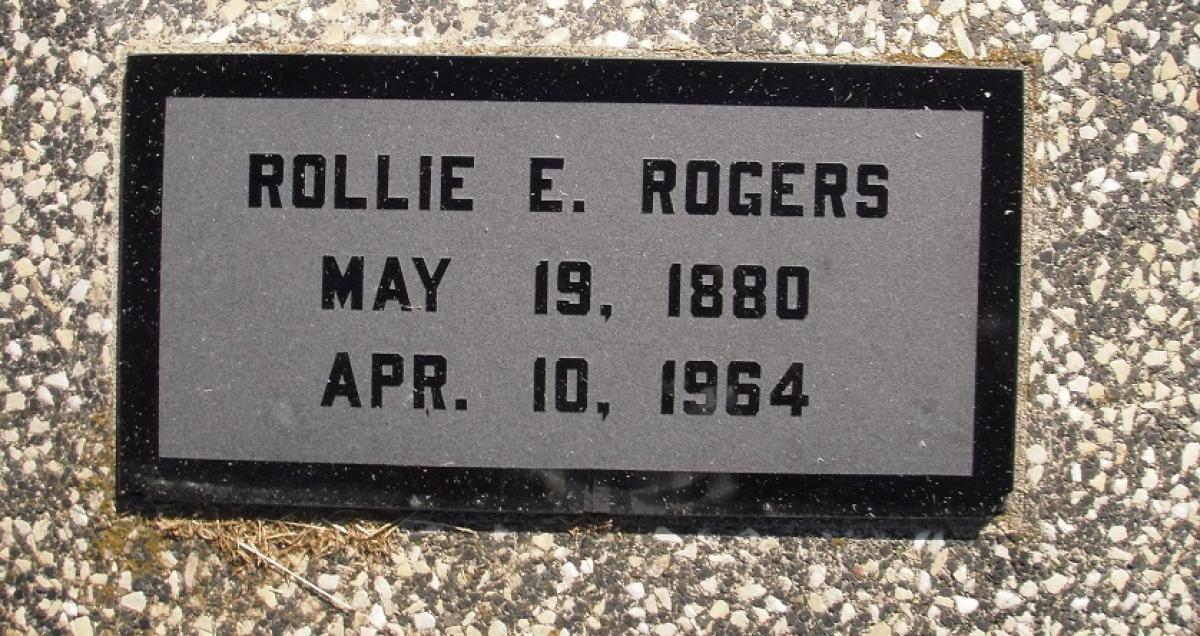 ROLLIE E. ROGERS
MAY 19, 1880
APR. 10, 1964